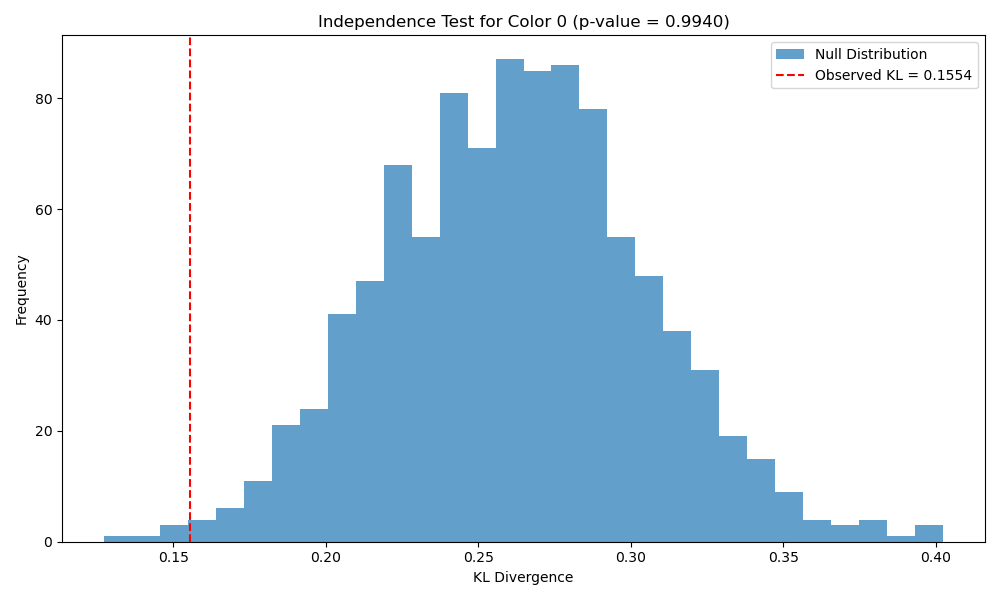 Independence Test for Color 0 (p-value = 0.9940)
Null Distribution
Observed KL = 0.1554
Frequency
80
60
40
20
0
0.15 0.20 0.25 0.30 0.35 0.40
KL Divergence